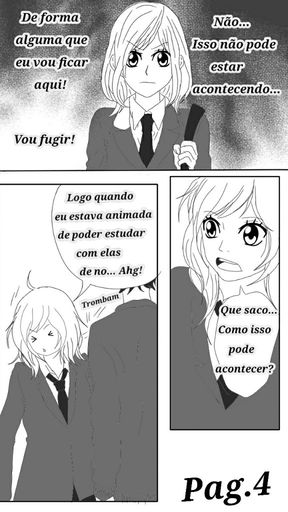 De forma
alguma que
eu vou ficar
aqui!
Vou fugir!
Não...
Isso não pode
estar
acontecendo...
Logo quando
eu estava animada
de poder estudar
com elas
de no... Ahg!
Trombam
Que saco...
Como isso
pode
acontecer?
Pag.4